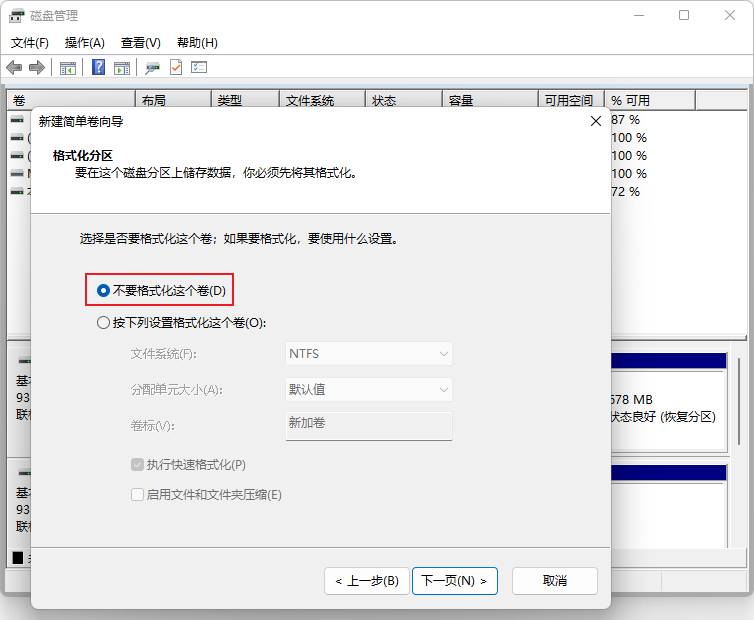 磁盘管理
文件(F) 操作(A) 查看(V) 帮助(H)
卷 布局 类型 文件系统 状态 容量 可用空间 % 可用
87 %
100 %
100 %
100 %
72 %
新建简单卷向导
格式化分区
要在这个磁盘分区上储存数据，你必须先将其格式化。
选择是否要格式化这个卷；如果要格式化，要使用什么设置。
不要格式化这个卷(D)
按下列设置格式化这个卷(O):
文件系统(F): NTFS
分配单元大小(A): 默认值
卷标(V): 新加卷
执行快速格式化(P)
启用文件和文件夹压缩(E)
< 上一步(B) 下一页(N) > 取消
基
93
联
578 MB
状态良好 (恢复分区)
基
93
联